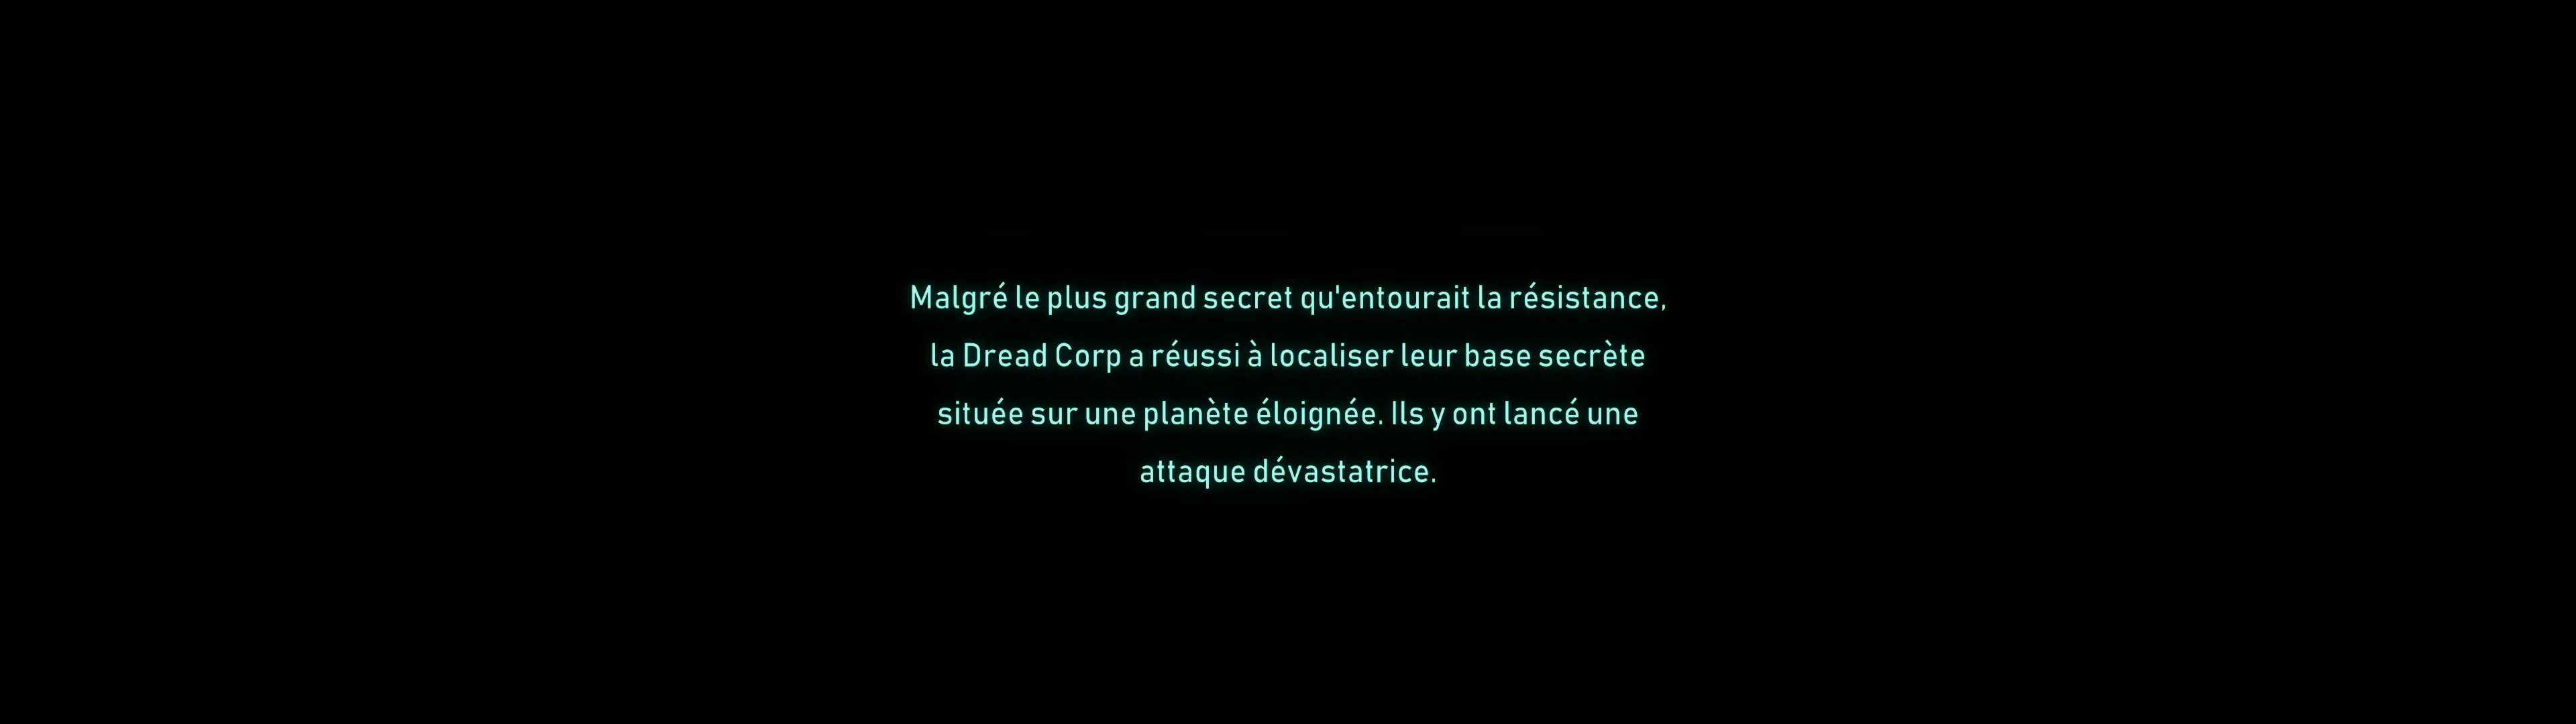 Malgré le plus grand secret qu'entourait la résistance,
la Dread Corp a réussi à localiser leur base secrète
située sur une planète éloignée. Ils y ont lancé une
attaque dévastatrice.